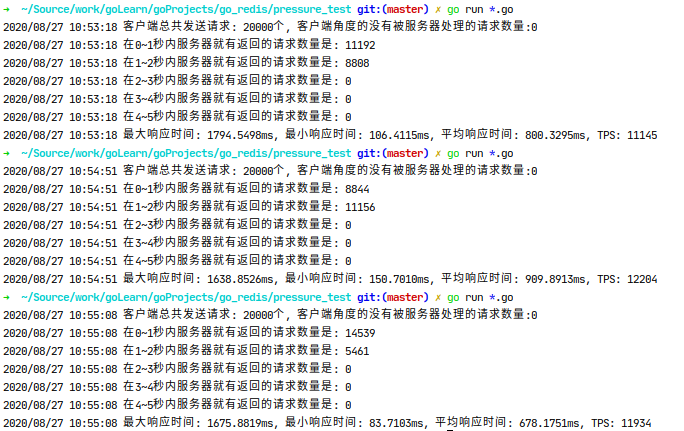 → ~/Source/work/goLearn/goProjects/go_redis/pressure_test git:(master) ✗ go run *.go
2020/08/27 10:53:18 客户端总共发送请求: 20000个, 客户端角度的没有被服务器处理的请求数量是:0
2020/08/27 10:53:18 在0~1秒内服务器就有返回的请求数量是: 11192
2020/08/27 10:53:18 在1~2秒内服务器就有返回的请求数量是: 8808
2020/08/27 10:53:18 在2~3秒内服务器就有返回的请求数量是: 0
2020/08/27 10:53:18 在3~4秒内服务器就有返回的请求数量是: 0
2020/08/27 10:53:18 在4~5秒内服务器就有返回的请求数量是: 0
2020/08/27 10:53:18 最大响应时间: 1794.5498ms, 最小响应时间: 106.4115ms, 平均响应时间: 800.3295ms, TPS: 11145
→ ~/Source/work/goLearn/goProjects/go_redis/pressure_test git:(master) ✗ go run *.go
2020/08/27 10:54:51 客户端总共发送请求: 20000个, 客户端角度的没有被服务器处理的请求数量是:0
2020/08/27 10:54:51 在0~1秒内服务器就有返回的请求数量是: 8844
2020/08/27 10:54:51 在1~2秒内服务器就有返回的请求数量是: 11156
2020/08/27 10:54:51 在2~3秒内服务器就有返回的请求数量是: 0
2020/08/27 10:54:51 在3~4秒内服务器就有返回的请求数量是: 0
2020/08/27 10:54:51 在4~5秒内服务器就有返回的请求数量是: 0
2020/08/27 10:54:51 最大响应时间: 1638.8526ms, 最小响应时间: 150.7010ms, 平均响应时间: 909.8913ms, TPS: 12204
→ ~/Source/work/goLearn/goProjects/go_redis/pressure_test git:(master) ✗ go run *.go
2020/08/27 10:55:08 客户端总共发送请求: 20000个, 客户端角度的没有被服务器处理的请求数量是:0
2020/08/27 10:55:08 在0~1秒内服务器就有返回的请求数量是: 14539
2020/08/27 10:55:08 在1~2秒内服务器就有返回的请求数量是: 5461
2020/08/27 10:55:08 在2~3秒内服务器就有返回的请求数量是: 0
2020/08/27 10:55:08 在3~4秒内服务器就有返回的请求数量是: 0
2020/08/27 10:55:08 在4~5秒内服务器就有返回的请求数量是: 0
2020/08/27 10:55:08 最大响应时间: 1675.8819ms, 最小响应时间: 83.7103ms, 平均响应时间: 678.1751ms, TPS: 11934